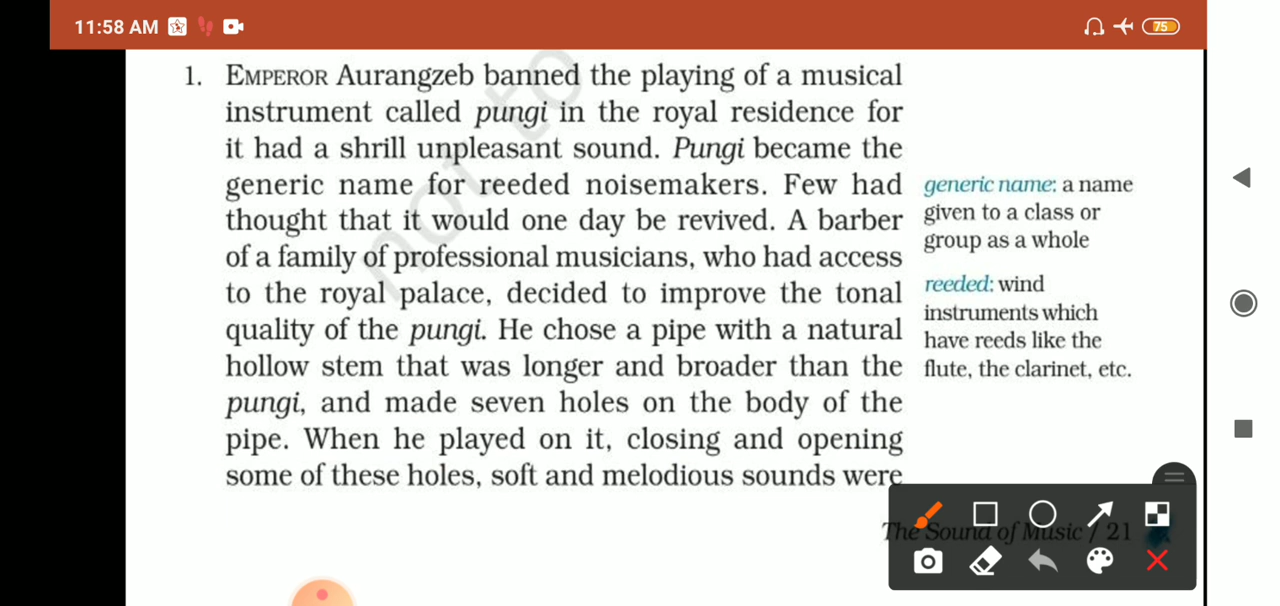 11:58 AM
75
1. EMPEROR Aurangzeb banned the playing of a musical
instrument called pungi in the royal residence for
it had a shrill unpleasant sound. Pungi became the
generic name for reeded noisemakers. Few had
thought that it would one day be revived. A barber
of a family of professional musicians, who had access
to the royal palace, decided to improve the tonal
quality of the pungi. He chose a pipe with a natural
hollow stem that was longer and broader than the
pungi, and made seven holes on the body of the
pipe. When he played on it, closing and opening
some of these holes, soft and melodious sounds were
generic name: a name
given to a class or
group as a whole
reeded: wind
instruments which
have reeds like the
flute, the clarinet, etc.
The Sound of Music / 21
not to